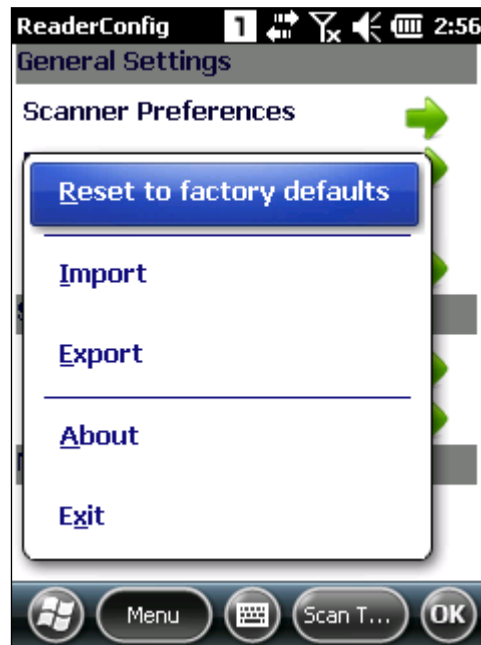 ReaderConfig 1 2:56
General Settings
Scanner Preferences
Reset to factory defaults
Import
Export
About
Exit
Menu Scan T... OK